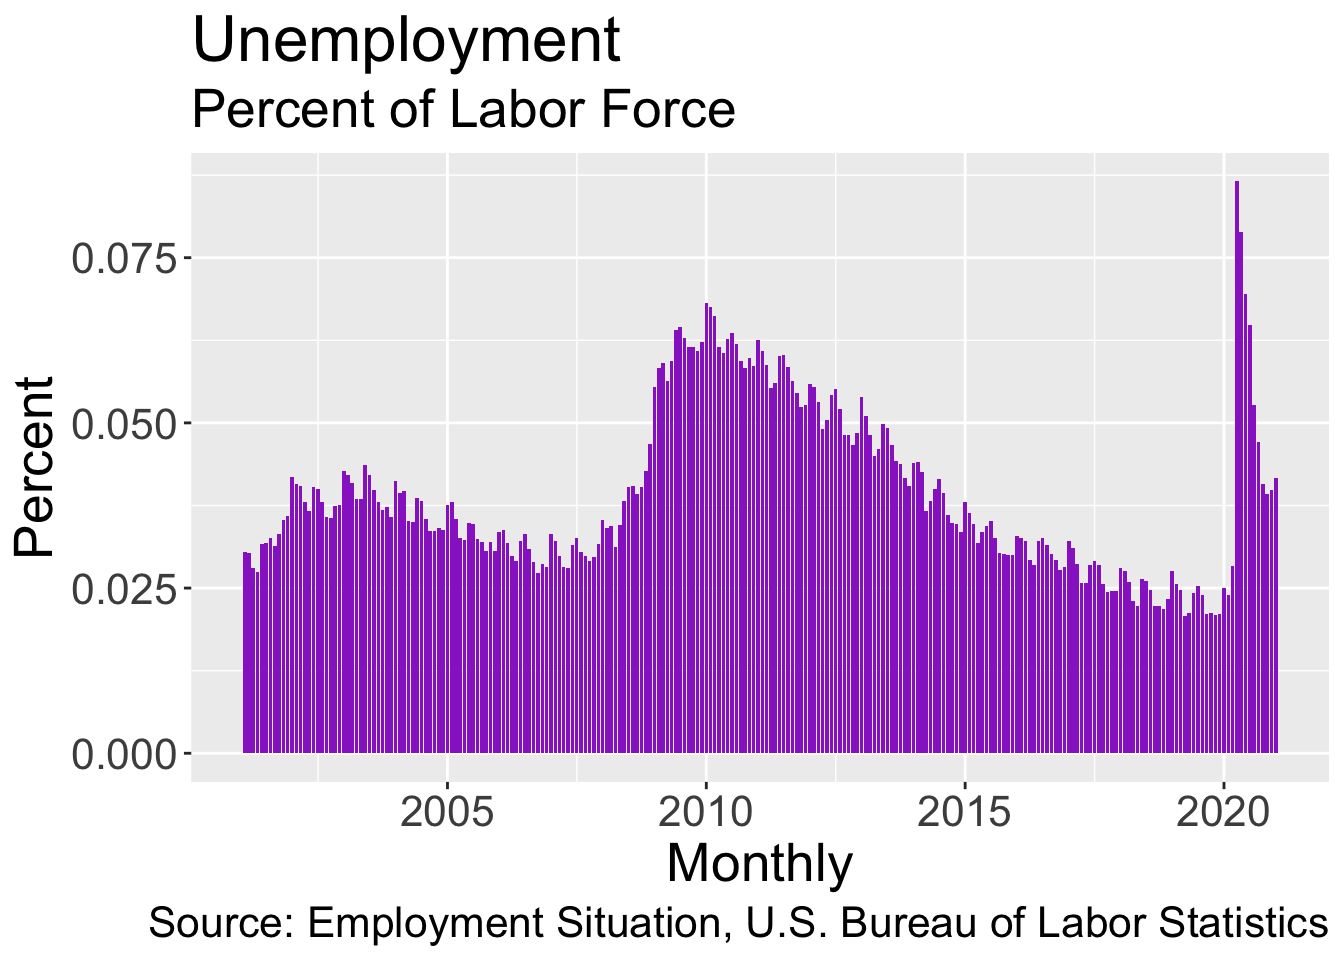 Unemployment
Percent of Labor Force
Percent
0.075
0.050
0.025
0.000
2005 2010 2015 2020
Monthly
Source: Employment Situation, U.S. Bureau of Labor Statistics